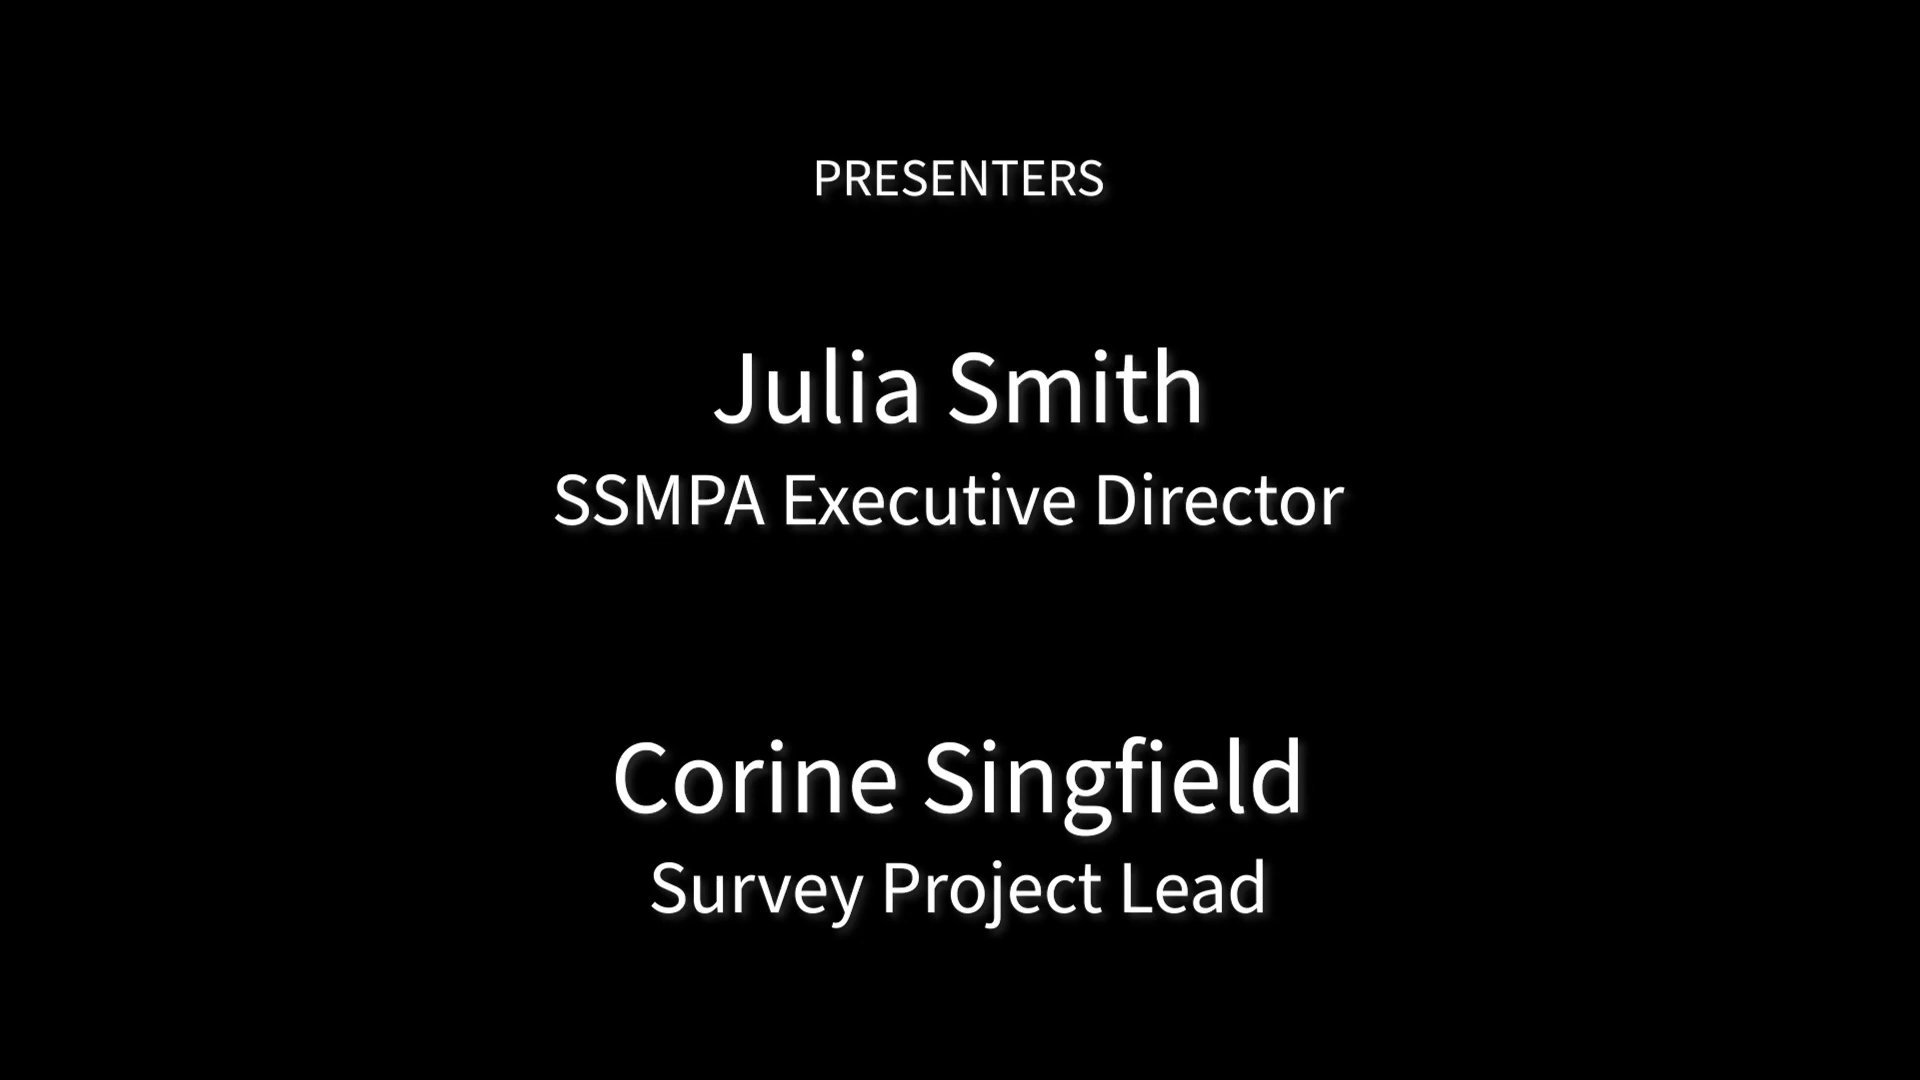 PRESENTERS
Julia Smith
SSMPA Executive Director
Corine Singfield
Survey Project Lead